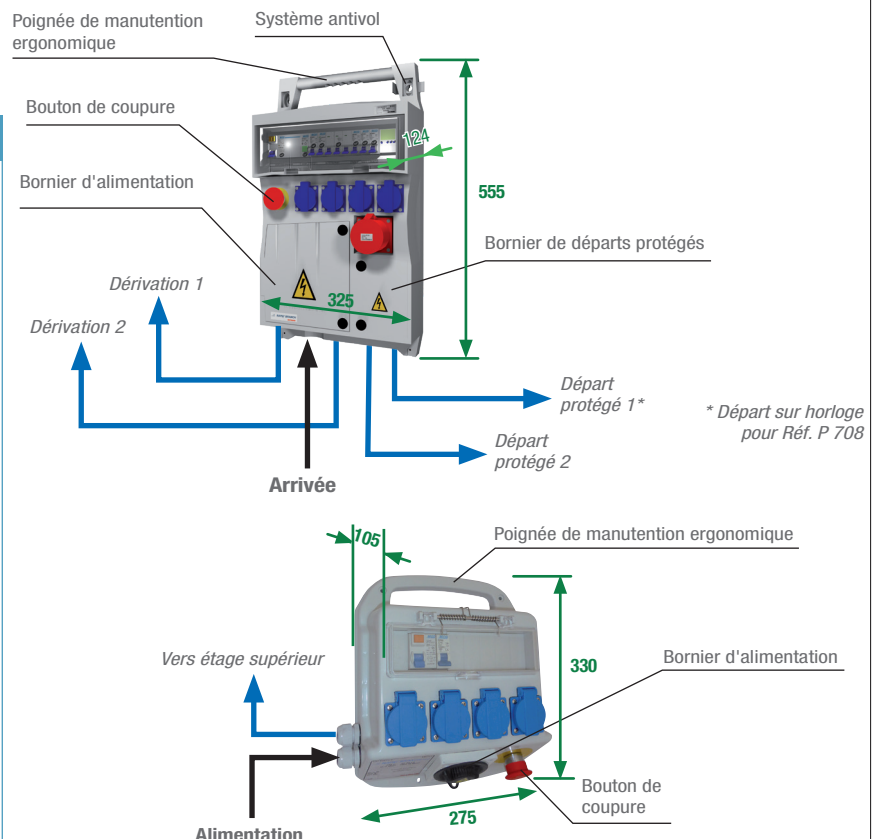 Poignée de manutention
ergonomique
Système antivol
Bouton de coupure
124
Bornier d'alimentation
555
Bornier de départs protégés
325
Dérivation 1
Dérivation 2
Départ
protégé 1*
* Départ sur horloge
pour Réf. P 708
Départ
protégé 2
Arrivée
105
Poignée de manutention ergonomique
Vers étage supérieur
330
Bornier d'alimentation
275
Bouton de
coupure
Alimentation